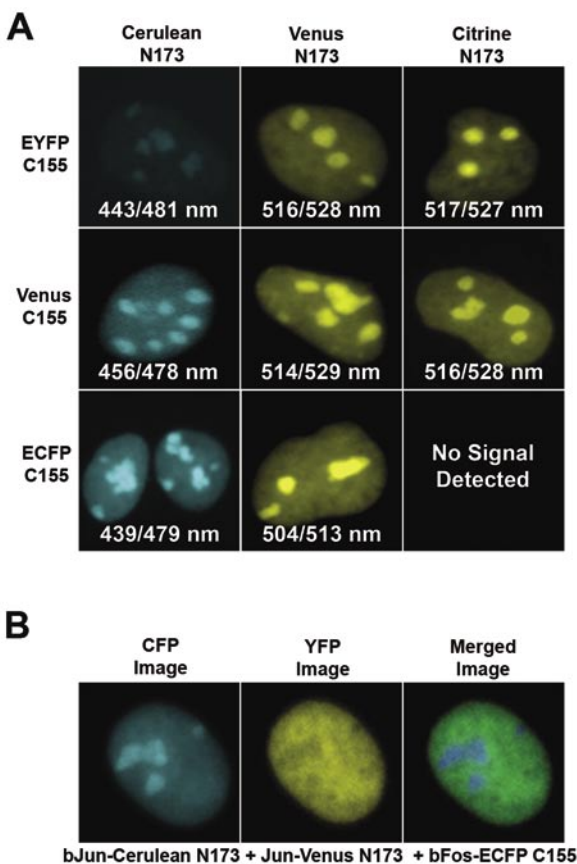 A
Cerulean N173
Venus N173
Citrine N173
EYFP C155
443/481 nm
516/528 nm
517/527 nm
Venus C155
456/478 nm
514/529 nm
516/528 nm
ECFP C155
439/479 nm
504/513 nm
No Signal
Detected
B
CFP Image
YFP Image
Merged Image
bJun-Cerulean N173 + Jun-Venus N173 + bFos-ECFP C155